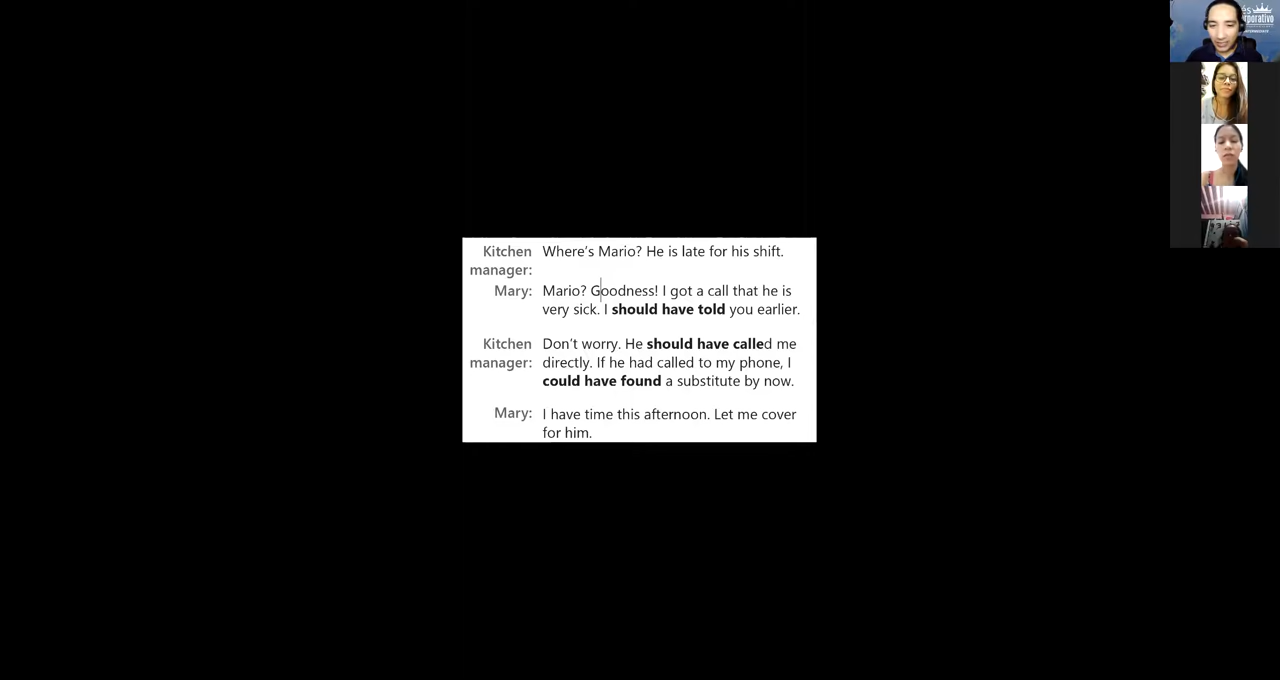 és
rporativo
INTERMEDIATE
Kitchen Where's Mario? He is late for his shift.
manager:
Mary: Mario? Goodness! I got a call that he is
very sick. I should have told you earlier.
Kitchen Don't worry. He should have called me
manager: directly. If he had called to my phone, I
could have found a substitute by now.
Mary: I have time this afternoon. Let me cover
for him.